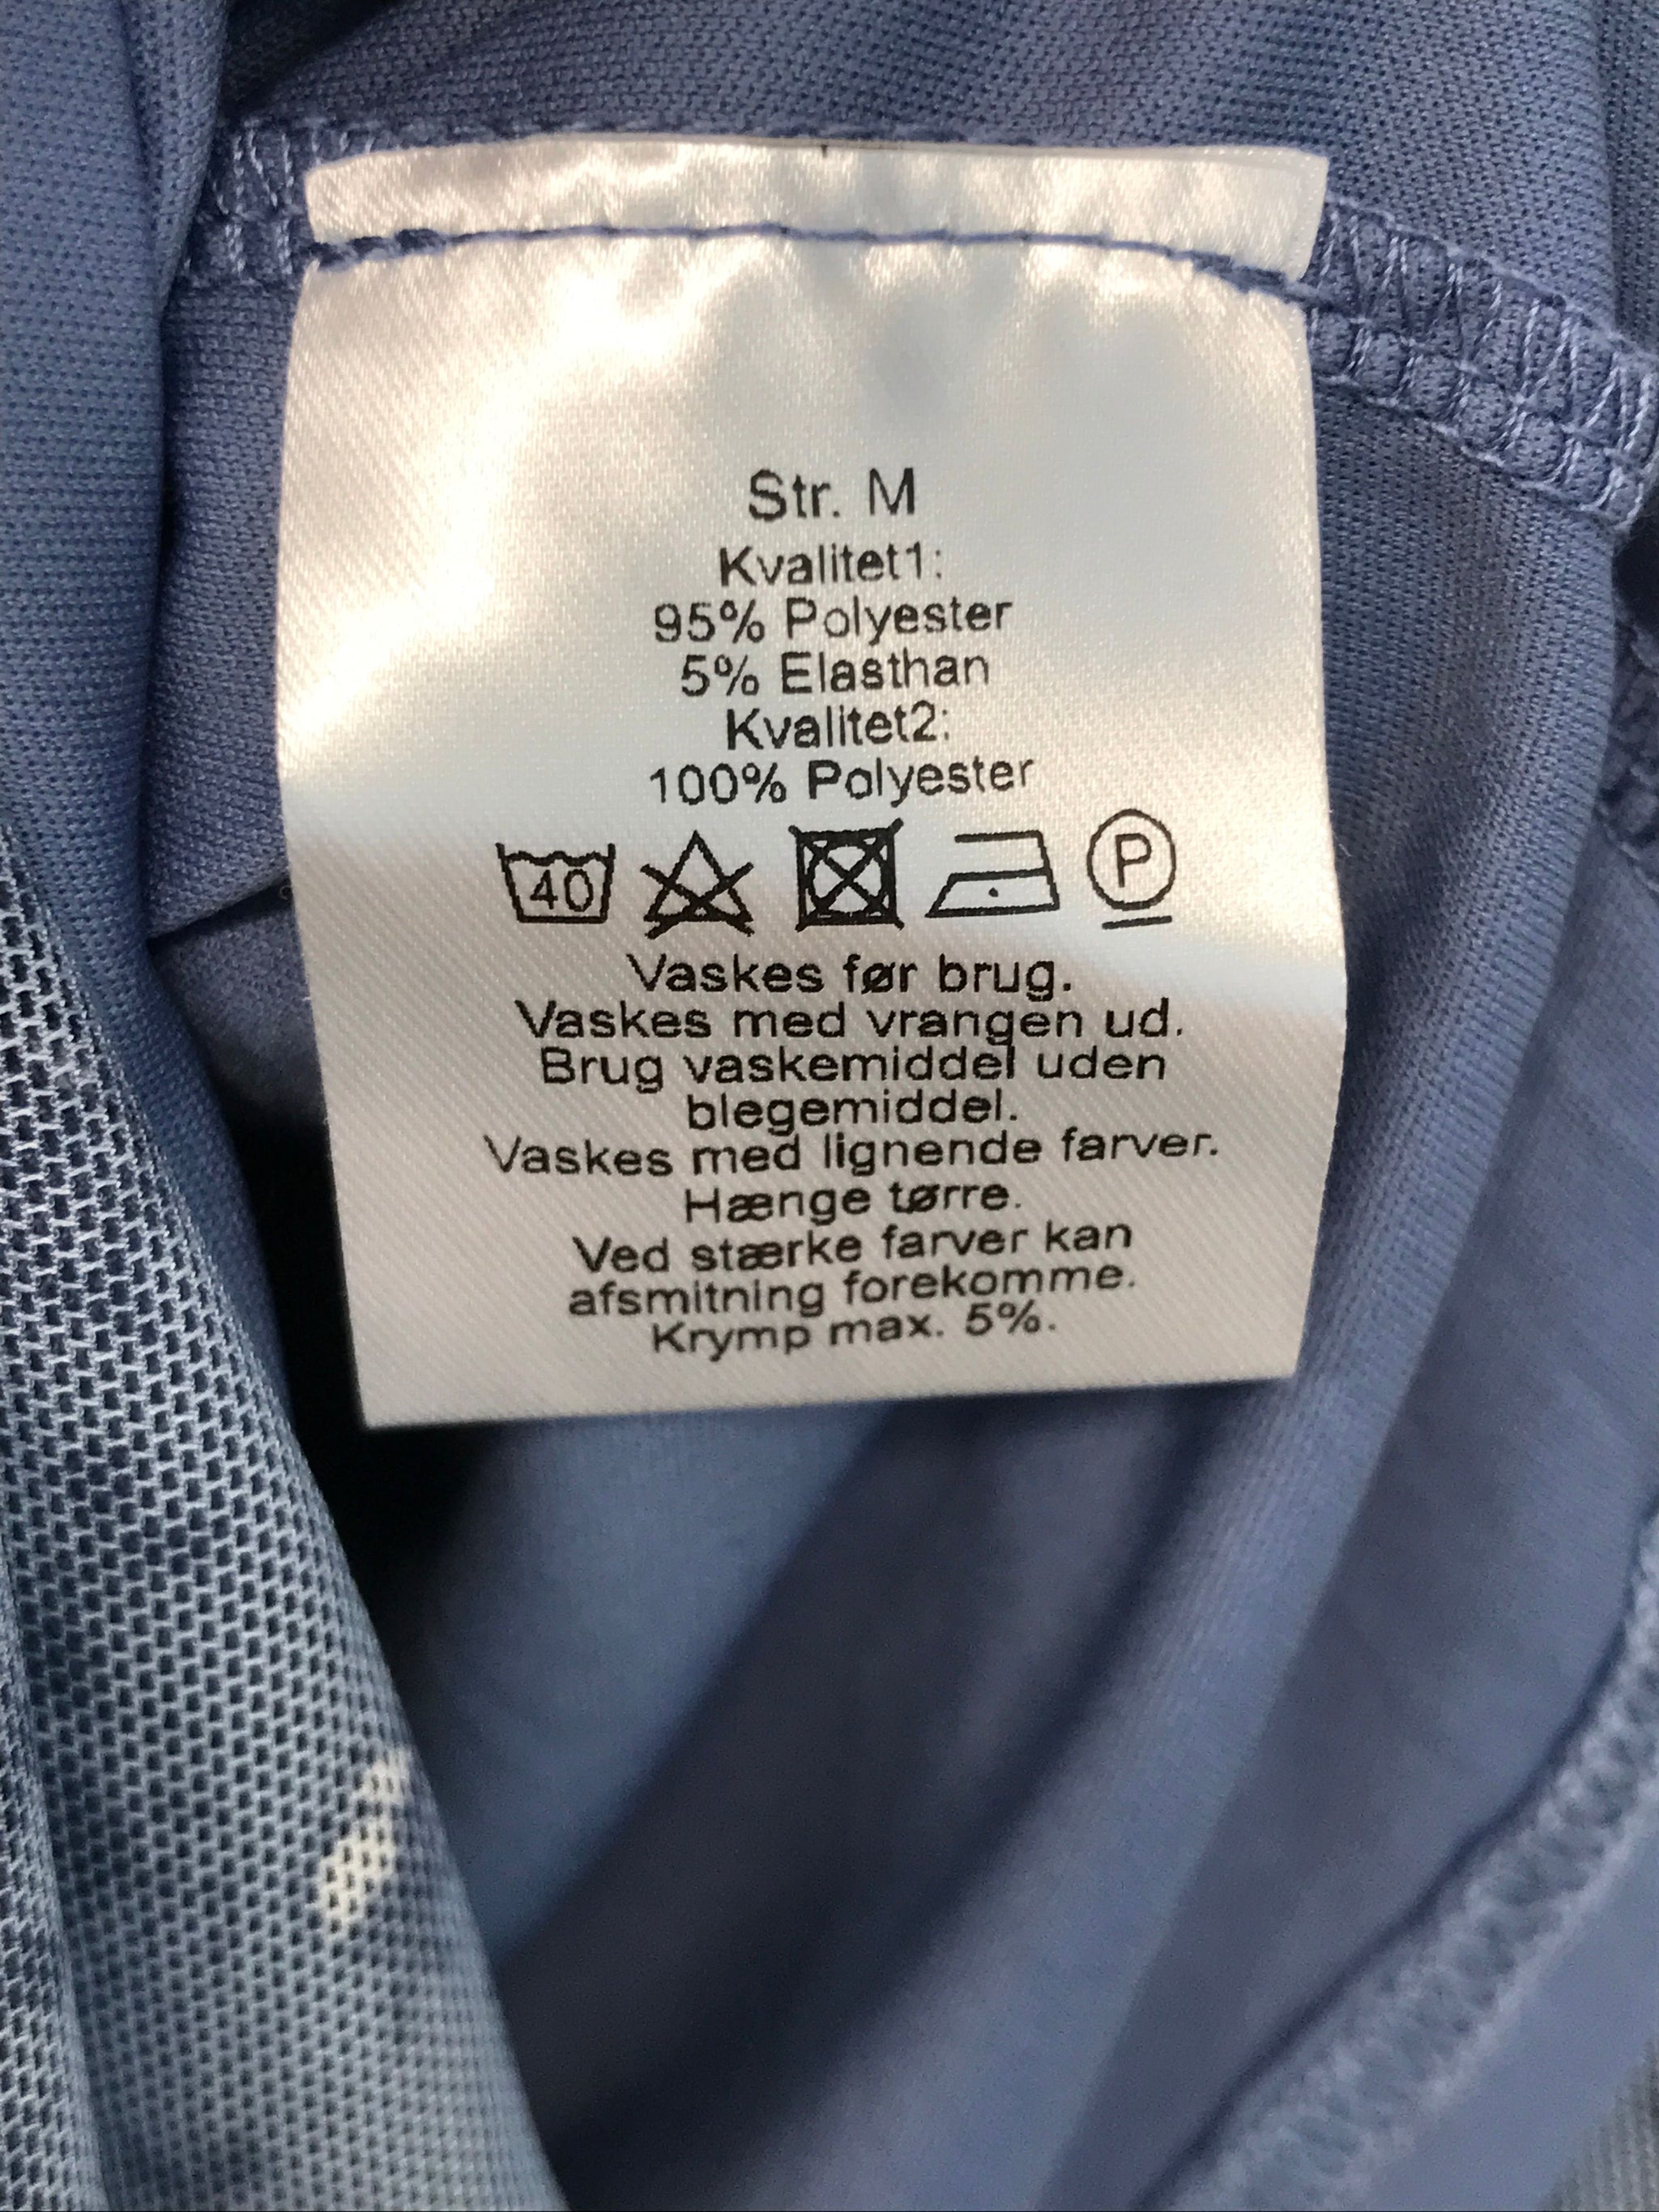 Str. M
Kvalitet1:
95% Polyester
5% Elasthan
Kvalitet2:
100% Polyester
40 P
Vaskes før brug.
Vaskes med vrangen ud.
Brug vaskemiddel uden
blegemiddel.
Vaskes med lignende farver.
Hænge tørre.
Ved stærke farver kan
afsmitning forekomme.
Krymp max. 5%.